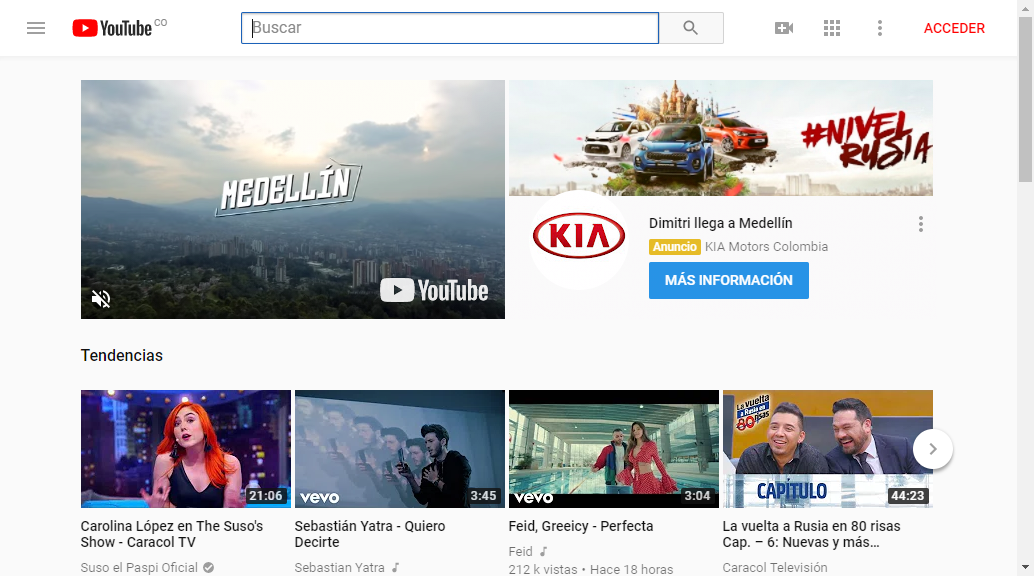 YouTube CO
Buscar
ACCEDER
MEDELLÍN
YouTube
#NIVEL
RUSIA
KIA
Dimitri llega a Medellín
Anuncio KIA Motors Colombia
MÁS INFORMACIÓN
Tendencias
21:06
vevo
3:45
vevo
3:04
La vuelta
a Rusia en
80 risas
CAPÍTULO
44:23
Carolina López en The Suso's
Show - Caracol TV
Suso el Paspi Oficial
Sebastián Yatra - Quiero
Decirte
Sebastian Yatra
Feid, Greeicy - Perfecta
Feid
212 k vistas • Hace 18 horas
La vuelta a Rusia en 80 risas
Cap. – 6: Nuevas y más...
Caracol Televisión